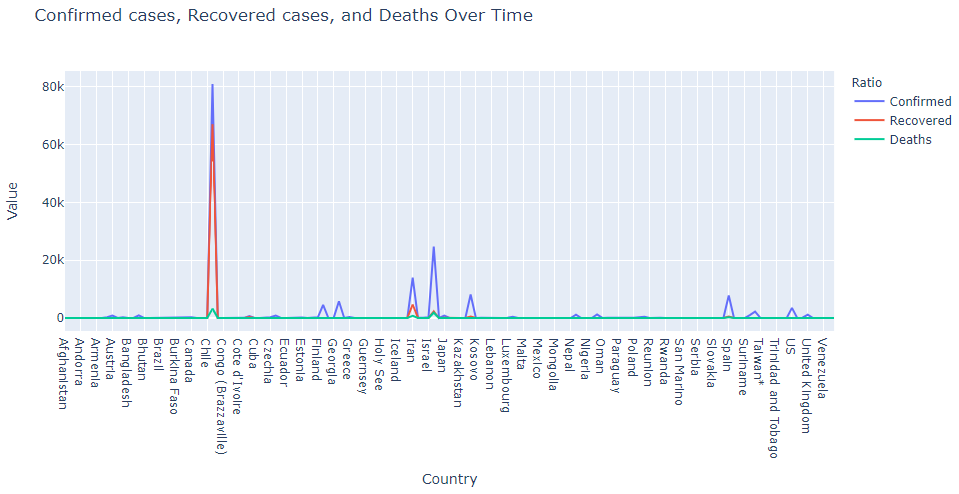 Confirmed cases, Recovered cases, and Deaths Over Time
Ratio
Confirmed
Recovered
Deaths
Value
80k
60k
40k
20k
0
Afghanistan
Andorra
Armenia
Austria
Bangladesh
Bhutan
Brazil
Burkina Faso
Canada
Chile
Congo (Brazzaville)
Cote d'Ivoire
Cuba
Czechia
Ecuador
Estonia
Finland
Georgia
Greece
Guernsey
Holy See
Iceland
Iran
Israel
Japan
Kazakhstan
Kosovo
Lebanon
Luxembourg
Malta
Mexico
Mongolia
Nepal
Nigeria
Oman
Paraguay
Poland
Reunion
Rwanda
San Marino
Serbia
Slovakia
Spain
Suriname
Taiwan*
Trinidad and Tobago
US
United Kingdom
Venezuela
Country